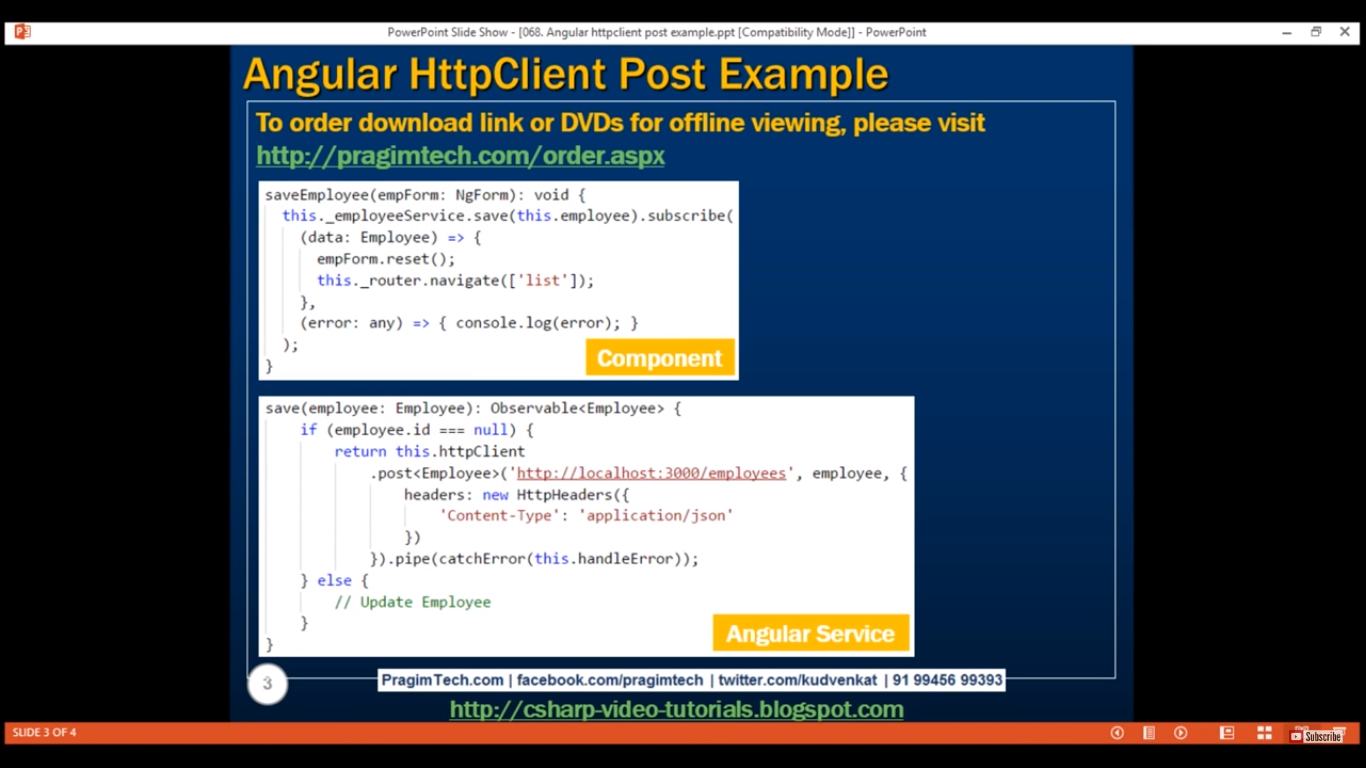 PowerPoint Slide Show - [068. Angular httpclient post example.ppt [Compatibility Mode]] - PowerPoint
Angular HttpClient Post Example
To order download link or DVDs for offline viewing, please visit
http://pragimtech.com/order.aspx
saveEmployee(empForm: NgForm): void {
this._employeeService.save(this.employee).subscribe(
(data: Employee) => {
empForm.reset();
this._router.navigate(['list']);
},
(error: any) => { console.log(error); }
);
}
Component
save(employee: Employee): Observable<Employee> {
if (employee.id === null) {
return this.httpClient
.post<Employee>('http://localhost:3000/employees', employee, {
headers: new HttpHeaders({
'Content-Type': 'application/json'
})
}).pipe(catchError(this.handleError));
} else {
// Update Employee
}
}
Angular Service
3
PragimTech.com | facebook.com/pragimtech | twitter.com/kudvenkat | 91 99456 99393
http://csharp-video-tutorials.blogspot.com
SLIDE 3 OF 4
Subscribe